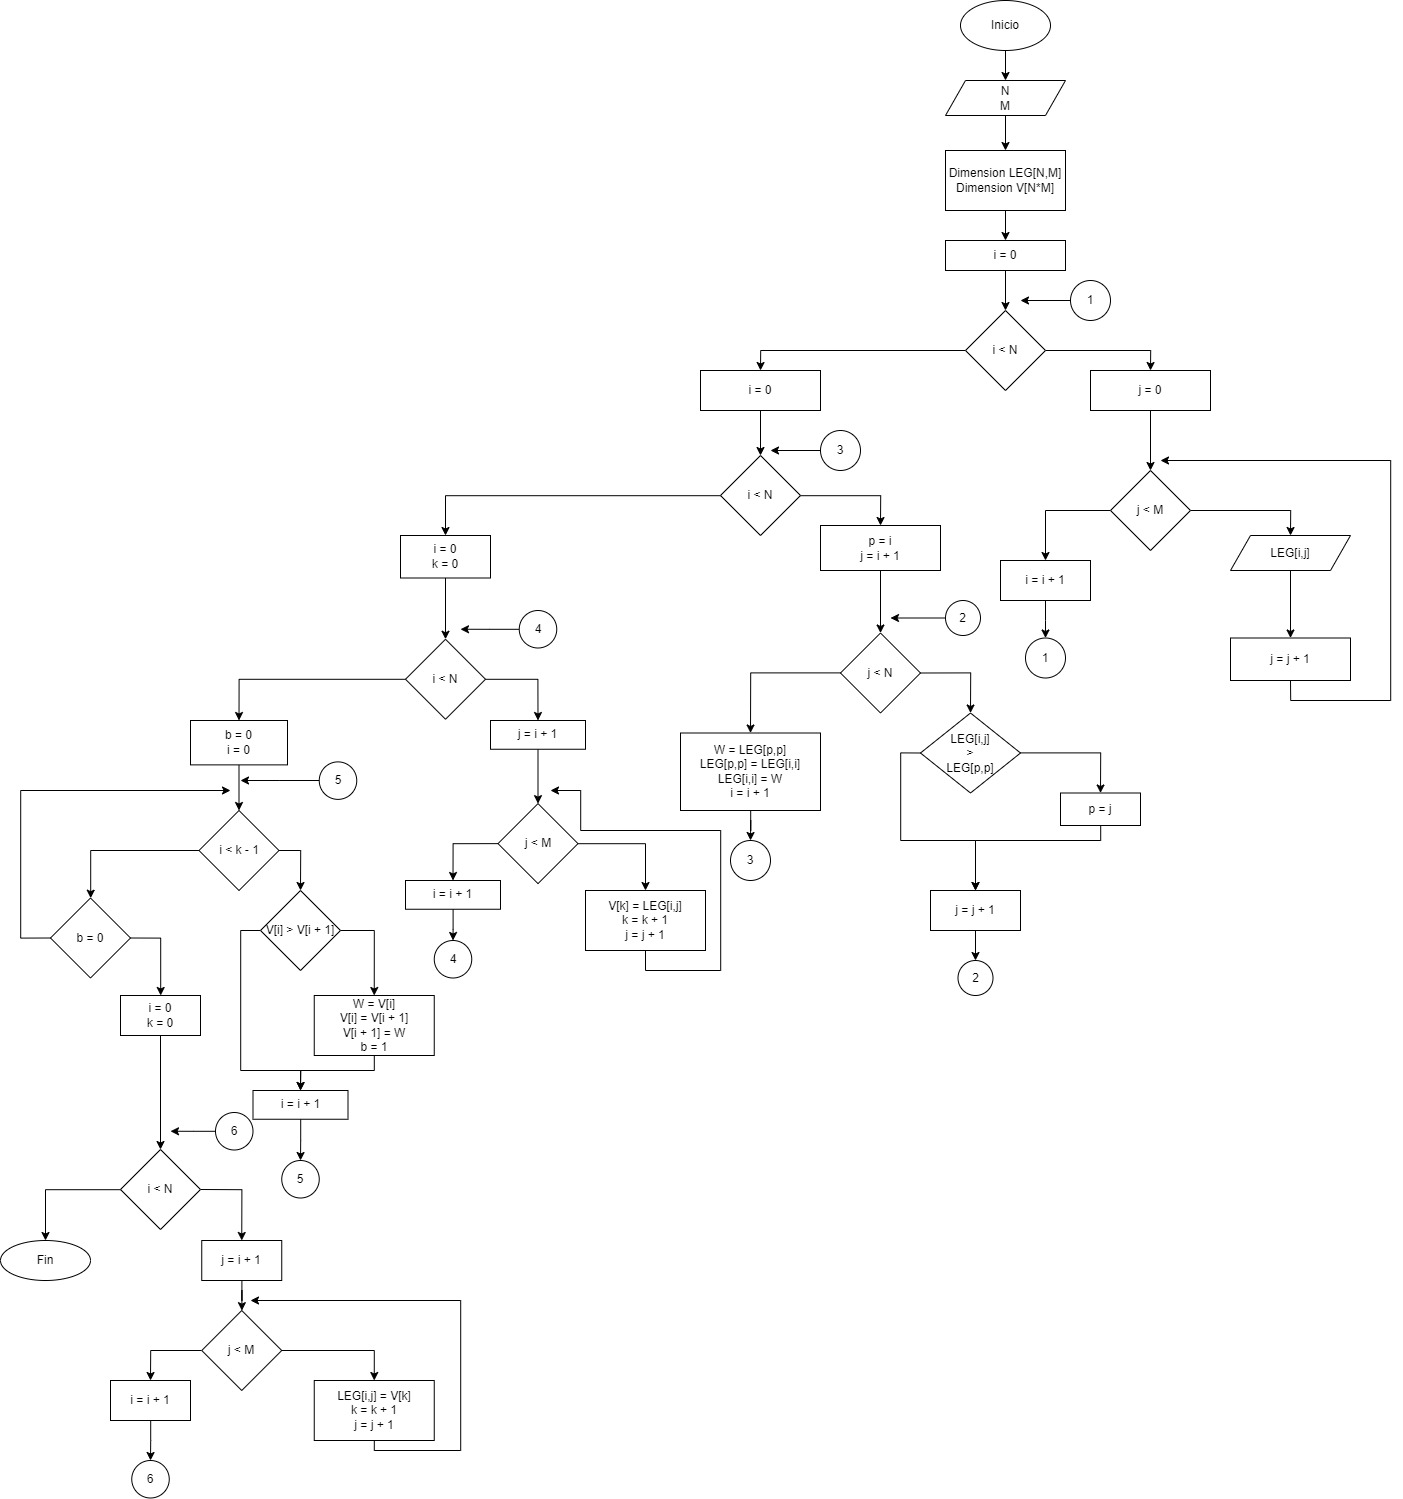 Inicio
N
M
Dimension LEG[N,M]
Dimension V[N*M]
i = 0
1
i < N
i = 0
j = 0
3
i < N
j < M
p = i
j = i + 1
LEG[i,j]
i = 0
k = 0
i = i + 1
2
4
1
j = j + 1
i < N
j < N
b = 0
i = 0
j = i + 1
LEG[i,j]
>
LEG[p,p]
W = LEG[p,p]
LEG[p,p] = LEG[i,i]
LEG[i,i] = W
i = i + 1
5
p = j
i < k - 1
j < M
3
i = i + 1
V[k] = LEG[i,j]
k = k + 1
j = j + 1
j = j + 1
b = 0
V[i] > V[i + 1]
4
2
i = 0
k = 0
W = V[i]
V[i] = V[i + 1]
V[i + 1] = W
b = 1
i = i + 1
6
5
i < N
Fin
j = i + 1
j < M
i = i + 1
LEG[i,j] = V[k]
k = k + 1
j = j + 1
6